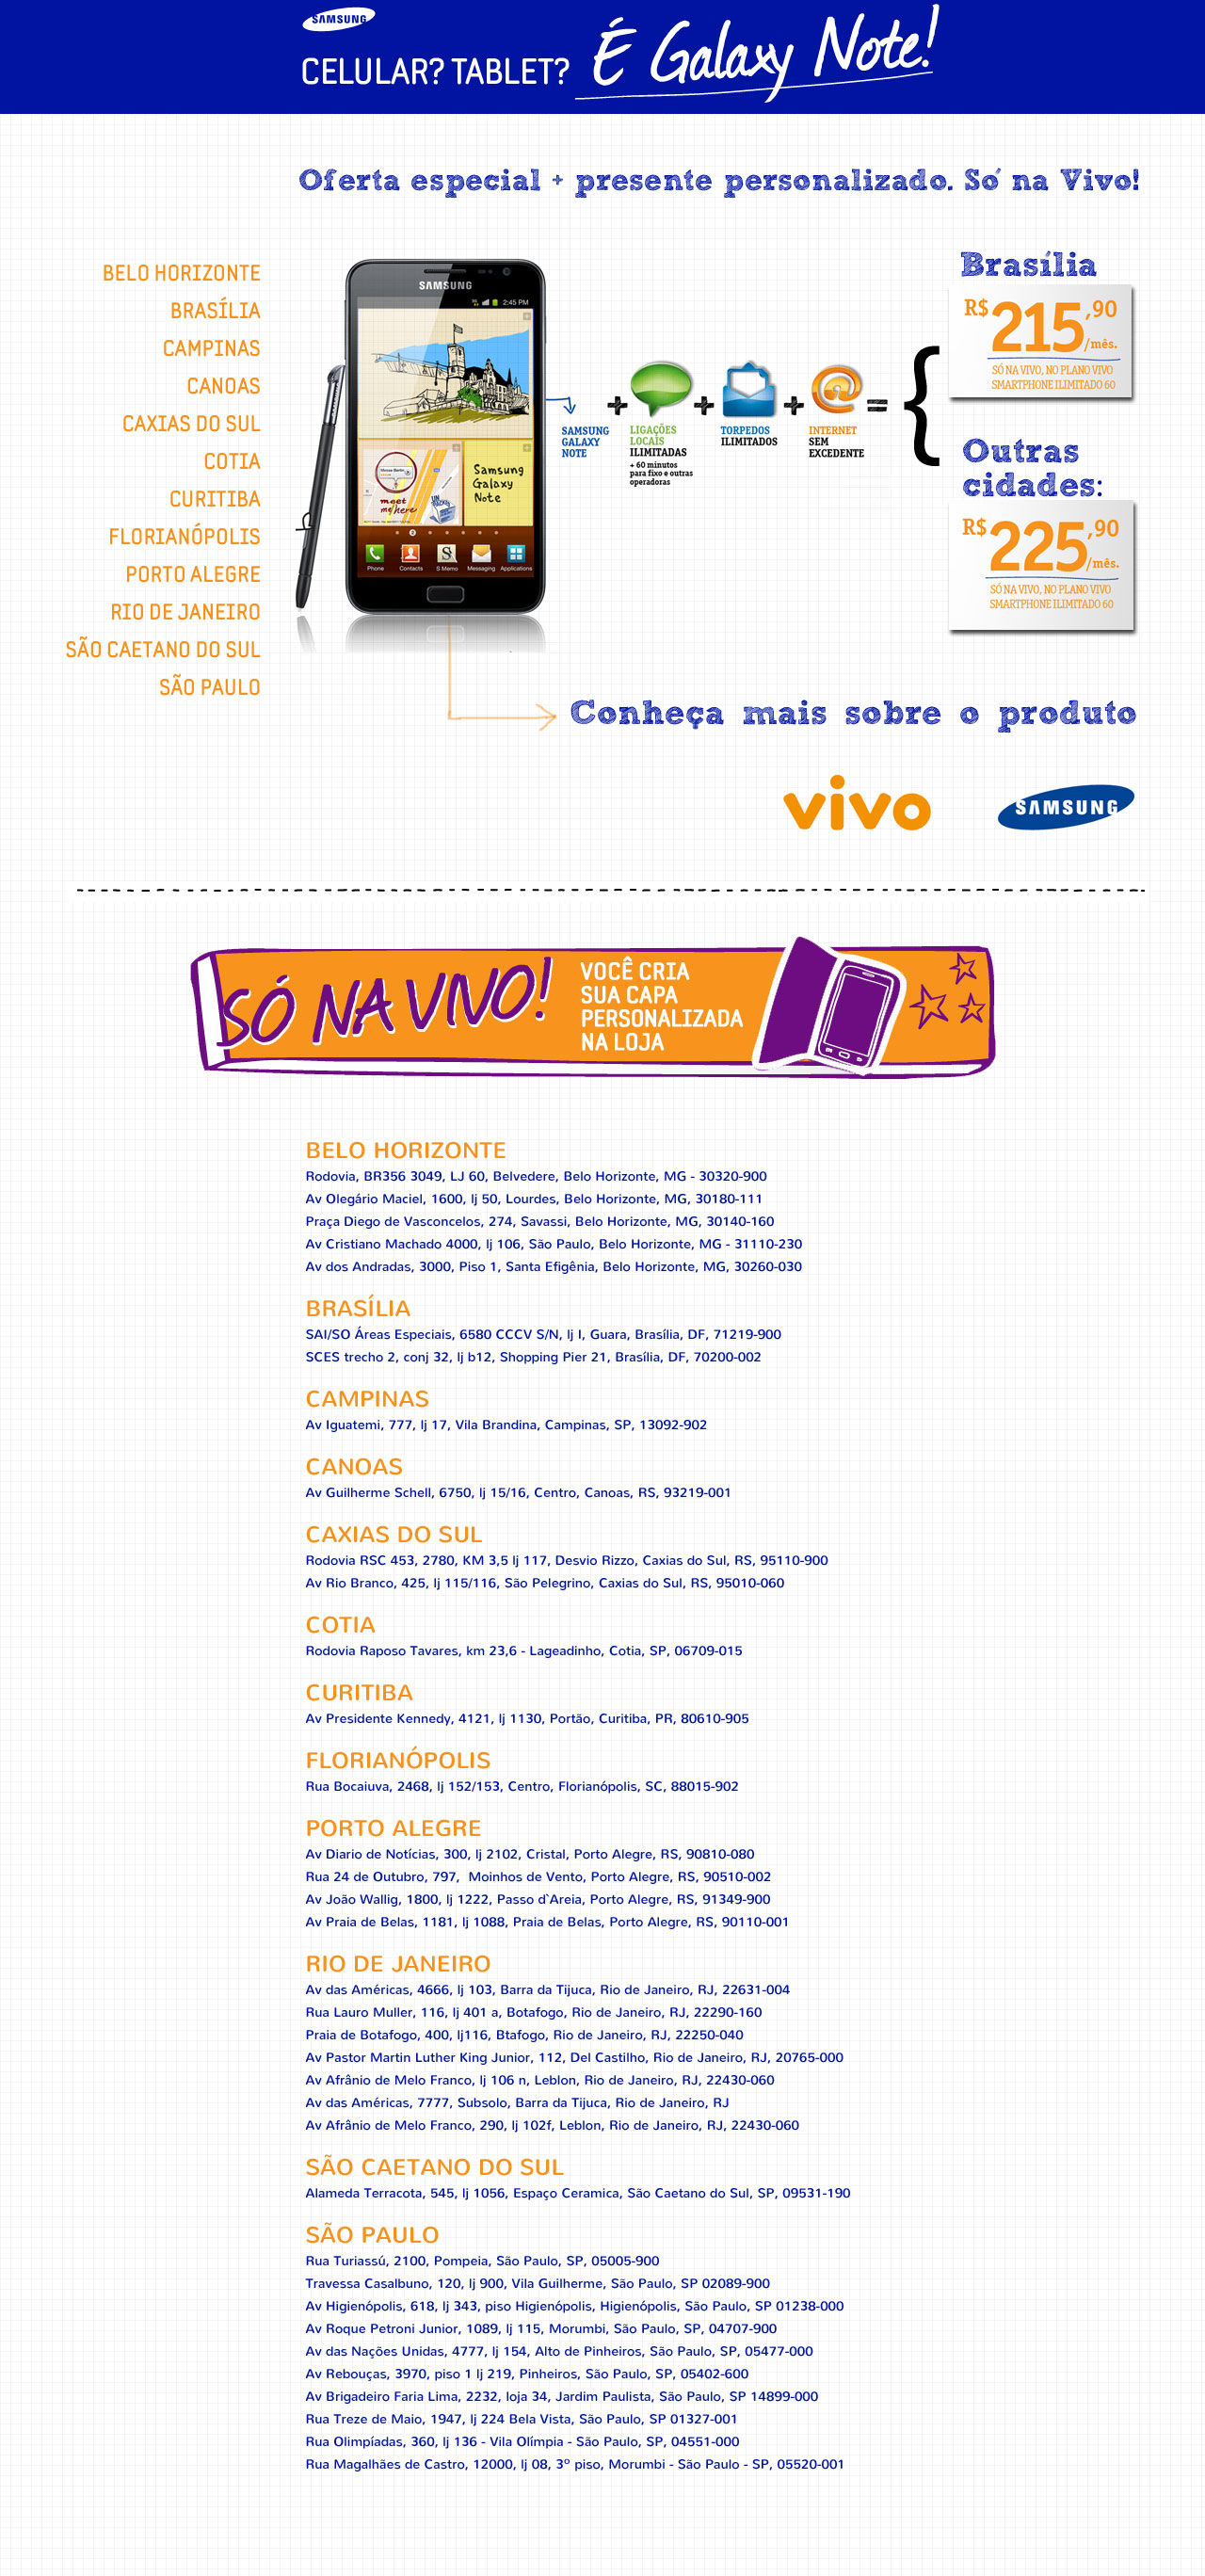 SAMSUNG
CELULAR? TABLET? É Galaxy Note!
Oferta especial + presente personalizado. Só na Vivo!
BELO HORIZONTE
BRASÍLIA
CAMPINAS
CANOAS
CAXIAS DO SUL
COTIA
CURITIBA
FLORIANÓPOLIS
PORTO ALEGRE
RIO DE JANEIRO
SÃO CAETANO DO SUL
SÃO PAULO
SAMSUNG
2:45 PM
meet me here
Samsung
Galaxy
Note
Phone Contacts S Memo Messaging Applications
SAMSUNG
GALAXY
NOTE
+
LIGAÇÕES
LOCAIS
ILIMITADAS
+ 60 minutos
para fixo e outras
operadoras
+
TORPEDOS
ILIMITADOS
+
INTERNET
SEM
EXCEDENTE
= {
Brasília
R$ 215,90 /mês.
SÓ NA VIVO, NO PLANO VIVO
SMARTPHONE ILIMITADO 60
Outras
cidades:
R$ 225,90 /mês.
SÓ NA VIVO, NO PLANO VIVO
SMARTPHONE ILIMITADO 60
Conheça mais sobre o produto
vivo
SAMSUNG
SÓ NA VIVO!
VOCÊ CRIA
SUA CAPA
PERSONALIZADA
NA LOJA
BELO HORIZONTE
Rodovia, BR356 3049, LJ 60, Belvedere, Belo Horizonte, MG - 30320-900
Av Olegário Maciel, 1600, lj 50, Lourdes, Belo Horizonte, MG, 30180-111
Praça Diego de Vasconcelos, 274, Savassi, Belo Horizonte, MG, 30140-160
Av Cristiano Machado 4000, lj 106, São Paulo, Belo Horizonte, MG - 31110-230
Av dos Andradas, 3000, Piso 1, Santa Efigênia, Belo Horizonte, MG, 30260-030
BRASÍLIA
SAI/SO Áreas Especiais, 6580 CCCV S/N, lj I, Guara, Brasília, DF, 71219-900
SCES trecho 2, conj 32, lj b12, Shopping Pier 21, Brasília, DF, 70200-002
CAMPINAS
Av Iguatemi, 777, lj 17, Vila Brandina, Campinas, SP, 13092-902
CANOAS
Av Guilherme Schell, 6750, lj 15/16, Centro, Canoas, RS, 93219-001
CAXIAS DO SUL
Rodovia RSC 453, 2780, KM 3,5 lj 117, Desvio Rizzo, Caxias do Sul, RS, 95110-900
Av Rio Branco, 425, lj 115/116, São Pelegrino, Caxias do Sul, RS, 95010-060
COTIA
Rodovia Raposo Tavares, km 23,6 - Lageadinho, Cotia, SP, 06709-015
CURITIBA
Av Presidente Kennedy, 4121, lj 1130, Portão, Curitiba, PR, 80610-905
FLORIANÓPOLIS
Rua Bocaiuva, 2468, lj 152/153, Centro, Florianópolis, SC, 88015-902
PORTO ALEGRE
Av Diario de Notícias, 300, lj 2102, Cristal, Porto Alegre, RS, 90810-080
Rua 24 de Outubro, 797,  Moinhos de Vento, Porto Alegre, RS, 90510-002
Av João Wallig, 1800, lj 1222, Passo d`Areia, Porto Alegre, RS, 91349-900
Av Praia de Belas, 1181, lj 1088, Praia de Belas, Porto Alegre, RS, 90110-001
RIO DE JANEIRO
Av das Américas, 4666, lj 103, Barra da Tijuca, Rio de Janeiro, RJ, 22631-004
Rua Lauro Muller, 116, lj 401 a, Botafogo, Rio de Janeiro, RJ, 22290-160
Praia de Botafogo, 400, lj116, Btafogo, Rio de Janeiro, RJ, 22250-040
Av Pastor Martin Luther King Junior, 112, Del Castilho, Rio de Janeiro, RJ, 20765-000
Av Afrânio de Melo Franco, lj 106 n, Leblon, Rio de Janeiro, RJ, 22430-060
Av das Américas, 7777, Subsolo, Barra da Tijuca, Rio de Janeiro, RJ
Av Afrânio de Melo Franco, 290, lj 102f, Leblon, Rio de Janeiro, RJ, 22430-060
SÃO CAETANO DO SUL
Alameda Terracota, 545, lj 1056, Espaço Ceramica, São Caetano do Sul, SP, 09531-190
SÃO PAULO
Rua Turiassú, 2100, Pompeia, São Paulo, SP, 05005-900
Travessa Casalbuno, 120, lj 900, Vila Guilherme, São Paulo, SP 02089-900
Av Higienópolis, 618, lj 343, piso Higienópolis, Higienópolis, São Paulo, SP 01238-000
Av Roque Petroni Junior, 1089, lj 115, Morumbi, São Paulo, SP, 04707-900
Av das Nações Unidas, 4777, lj 154, Alto de Pinheiros, São Paulo, SP, 05477-000
Av Rebouças, 3970, piso 1 lj 219, Pinheiros, São Paulo, SP, 05402-600
Av Brigadeiro Faria Lima, 2232, loja 34, Jardim Paulista, São Paulo, SP 14899-000
Rua Treze de Maio, 1947, lj 224 Bela Vista, São Paulo, SP 01327-001
Rua Olimpíadas, 360, lj 136 - Vila Olímpia - São Paulo, SP, 04551-000
Rua Magalhães de Castro, 12000, lj 08, 3º piso, Morumbi - São Paulo - SP, 05520-001